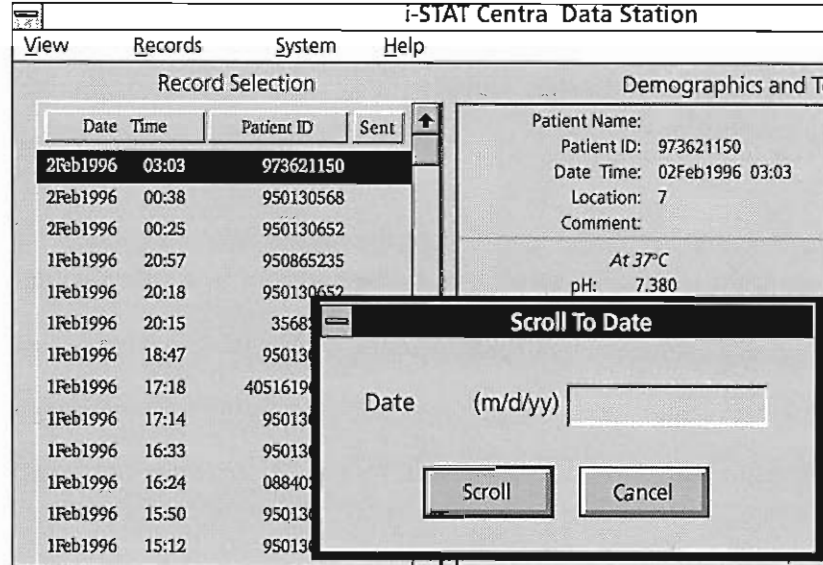 i-STAT Centra Data Station
View Records System Help
Record Selection
Date Time Patient ID Sent
2Feb1996 03:03 973621150
2Feb1996 00:38 950130568
2Feb1996 00:25 950130652
1Feb1996 20:57 950865235
1Feb1996 20:18 950130652
1Feb1996 20:15
1Feb1996 18:47
1Feb1996 17:18
1Feb1996 17:14
1Feb1996 16:33
1Feb1996 16:24
1Feb1996 15:50
1Feb1996 15:12
Demographics and T
Patient Name:
Patient ID: 973621150
Date Time: 02Feb1996 03:03
Location: 7
Comment:
At 37°C
pH: 7.380
Scroll To Date
Date (m/d/yy)
Scroll Cancel